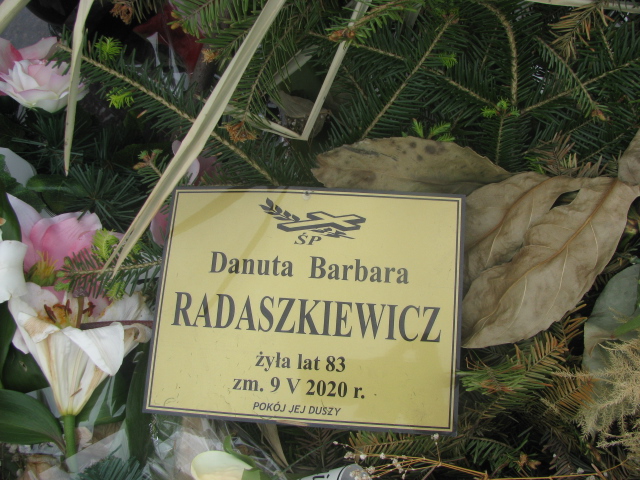 ŚP
Danuta Barbara
RADASZKIEWICZ
żyła lat 83
zm. 9 V 2020 r.
POKÓJ JEJ DUSZY